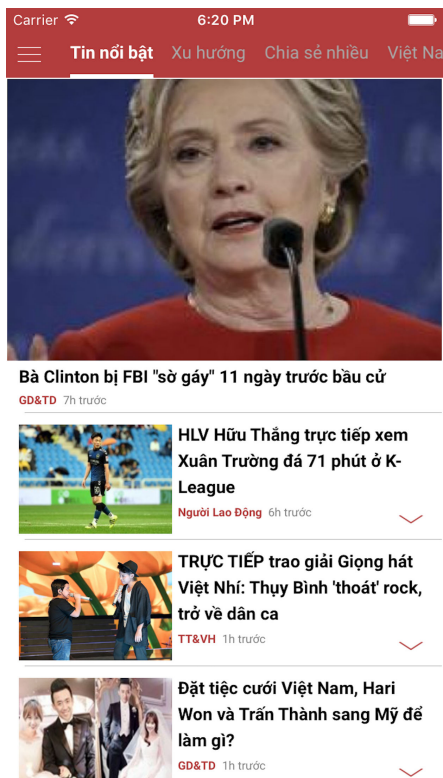 Carrier 6:20 PM
Tin nổi bật Xu hướng Chia sẻ nhiều Việt Na
Bà Clinton bị FBI "sờ gáy" 11 ngày trước bầu cử
GD&TD 7h trước
HLV Hữu Thắng trực tiếp xem
Xuân Trường đá 71 phút ở K-
League
Người Lao Động 6h trước
TRỰC TIẾP trao giải Giọng hát
Việt Nhí: Thụy Bình 'thoát' rock,
trở về dân ca
TT&VH 1h trước
Đặt tiệc cưới Việt Nam, Hari
Won và Trấn Thành sang Mỹ để
làm gì?
GD&TD 1h trước